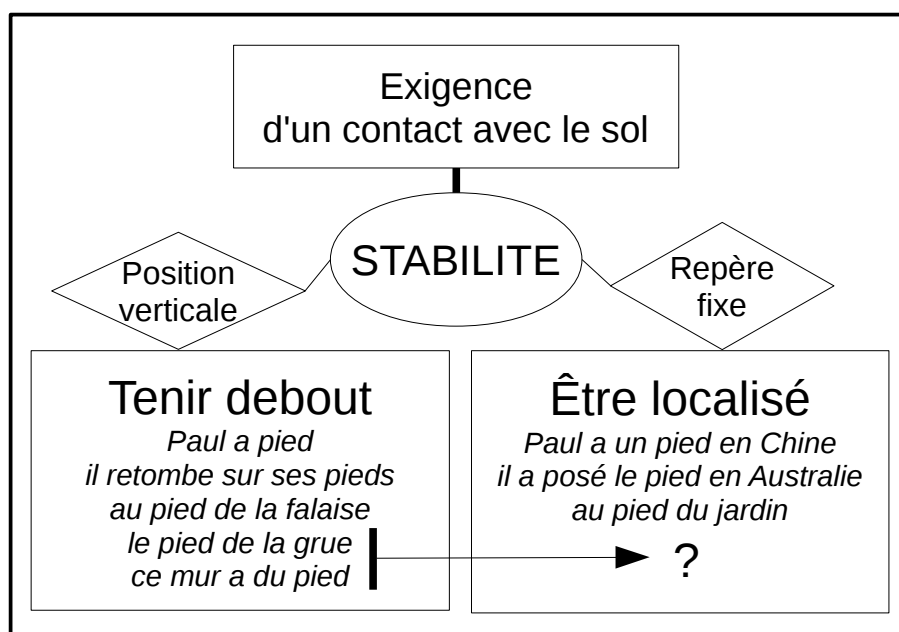 Exigence
d'un contact avec le sol
STABILITE
Position
verticale
Repère
fixe
Tenir debout
Paul a pied
il retombe sur ses pieds
au pied de la falaise
le pied de la grue
ce mur a du pied
Être localisé
Paul a un pied en Chine
il a posé le pied en Australie
au pied du jardin
?